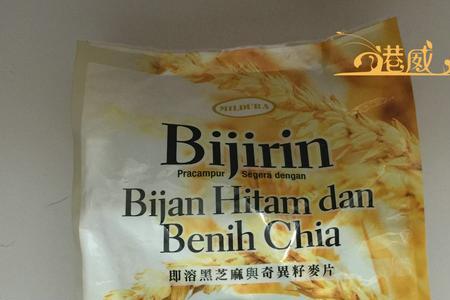 港威
MILDURA
Bijirin
Pracampur Segera dengan
Bijan Hitam dan
Benih Chia
即溶黑芝麻與奇異籽麥片